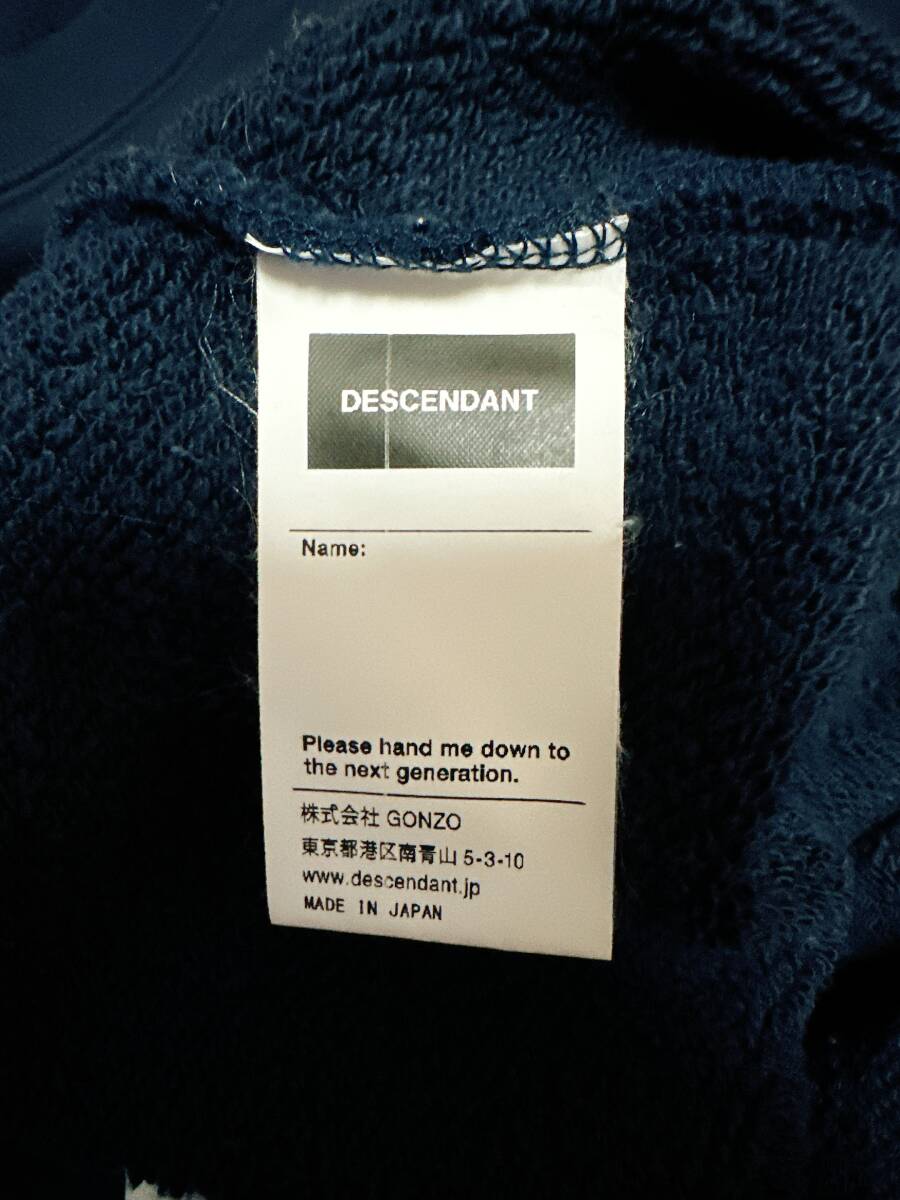 DESCENDANT
Name:
Please hand me down to
the next generation.
株式会社 GONZO
東京都港区南青山 5-3-10
www.descendant.jp
MADE IN JAPAN